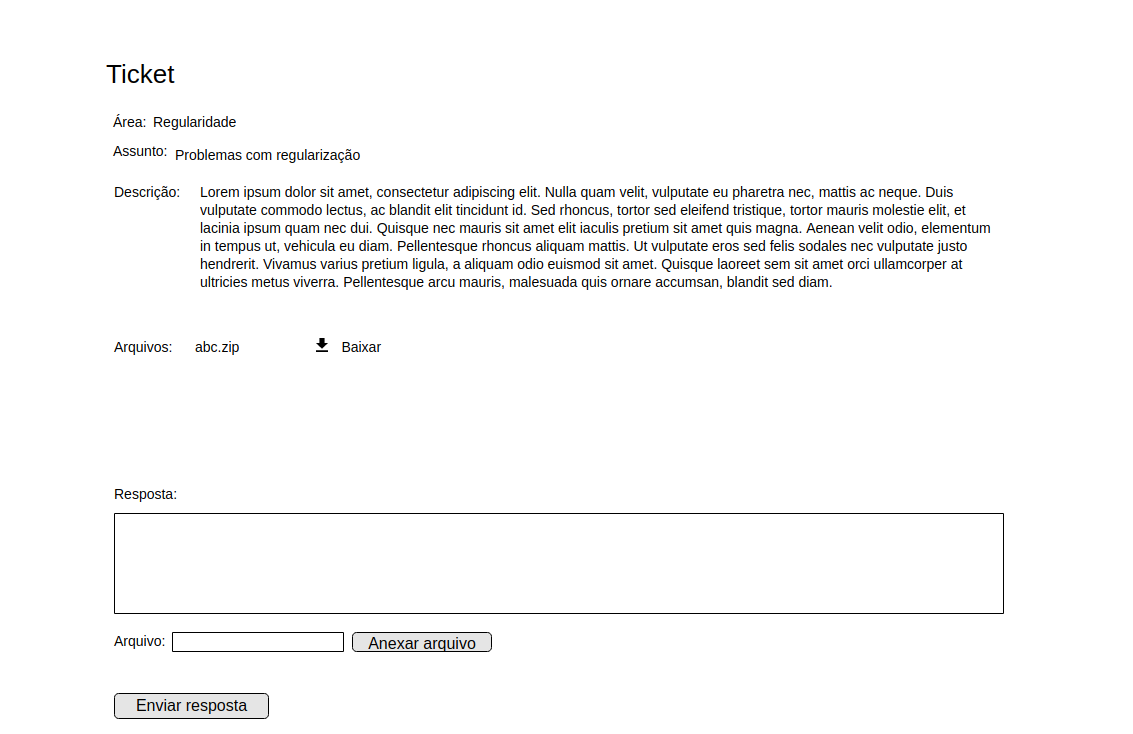 Ticket
Área: Regularidade
Assunto: Problemas com regularização
Descrição: Lorem ipsum dolor sit amet, consectetur adipiscing elit. Nulla quam velit, vulputate eu pharetra nec, mattis ac neque. Duis
vulputate commodo lectus, ac blandit elit tincidunt id. Sed rhoncus, tortor sed eleifend tristique, tortor mauris molestie elit, et
lacinia ipsum quam nec dui. Quisque nec mauris sit amet elit iaculis pretium sit amet quis magna. Aenean velit odio, elementum
in tempus ut, vehicula eu diam. Pellentesque rhoncus aliquam mattis. Ut vulputate eros sed felis sodales nec vulputate justo
hendrerit. Vivamus varius pretium ligula, a aliquam odio euismod sit amet. Quisque laoreet sem sit amet orci ullamcorper at
ultricies metus viverra. Pellentesque arcu mauris, malesuada quis ornare accumsan, blandit sed diam.
Arquivos: abc.zip Baixar
Resposta:
Arquivo: Anexar arquivo
Enviar resposta